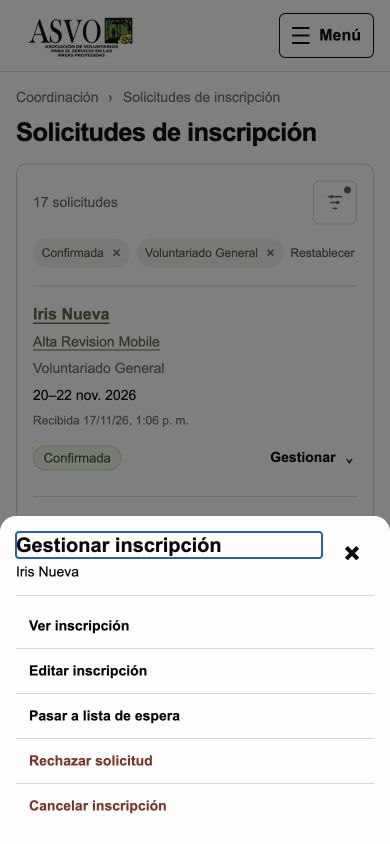 ASVO
ASOCIACIÓN DE VOLUNTARIOS
PARA EL SERVICIO EN LAS
ÁREAS PROTEGIDAS
Menú
Coordinación › Solicitudes de inscripción
Solicitudes de inscripción
17 solicitudes
Confirmada ×
Voluntariado General ×
Restablecer
Iris Nueva
Alta Revision Mobile
Voluntariado General
20–22 nov. 2026
Recibida 17/11/26, 1:06 p. m.
Confirmada
Gestionar
Gestionar inscripción
Iris Nueva
Ver inscripción
Editar inscripción
Pasar a lista de espera
Rechazar solicitud
Cancelar inscripción